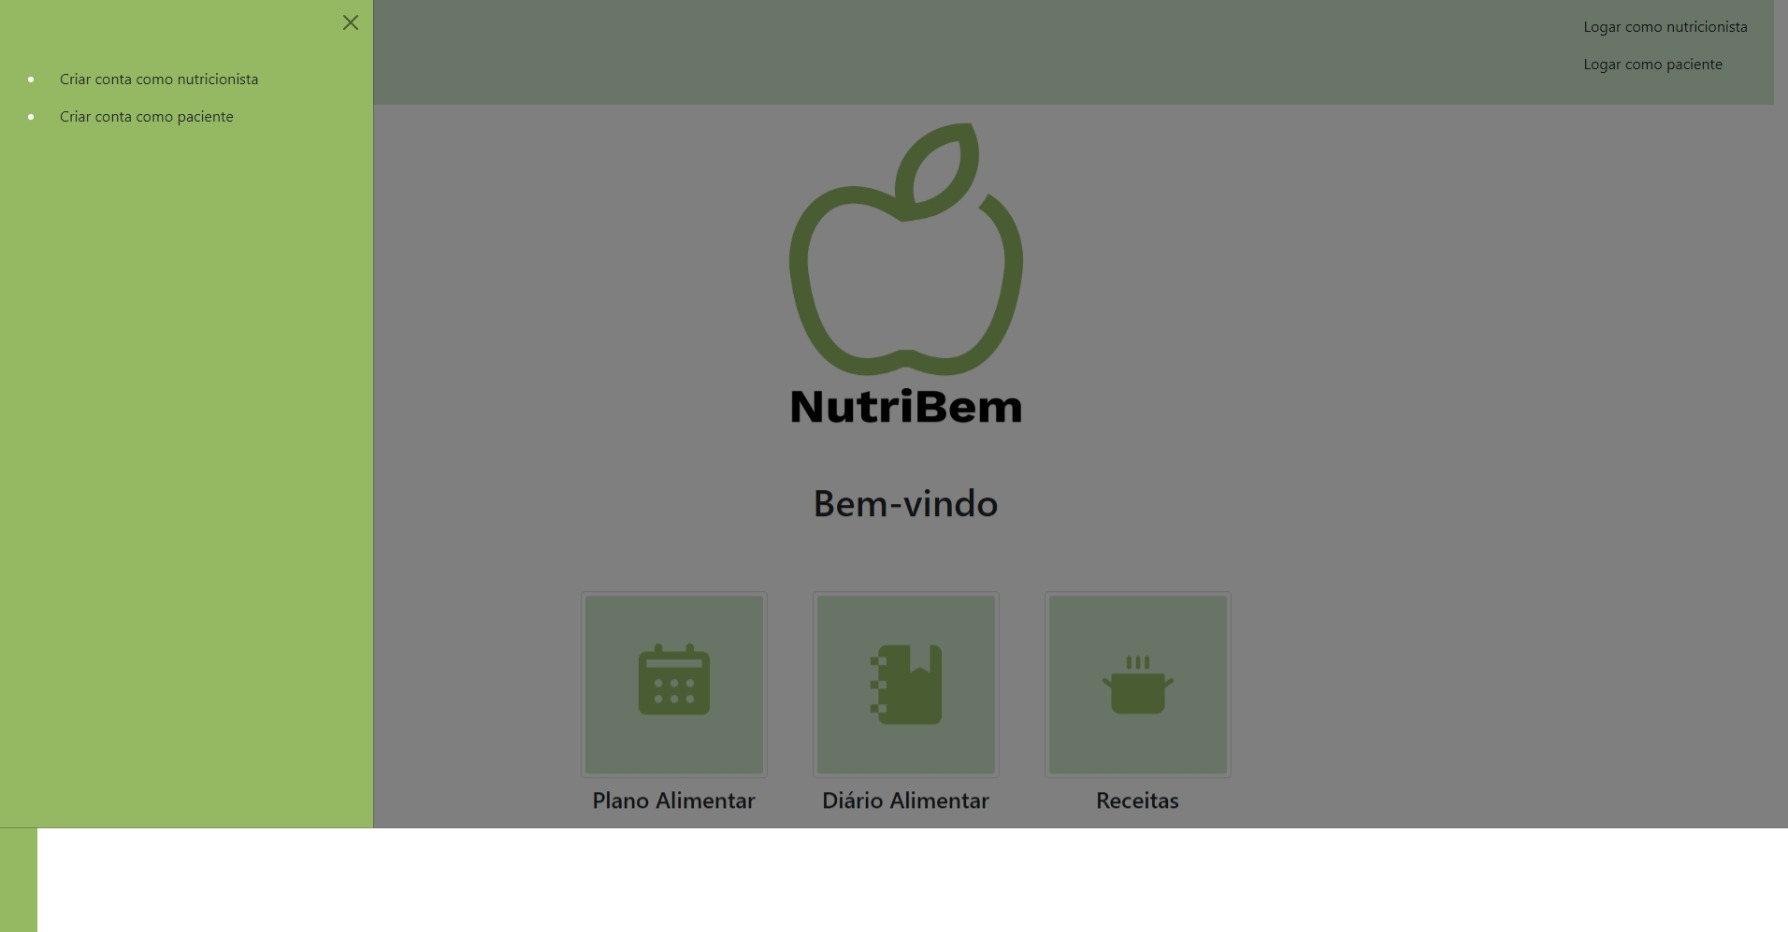 Criar conta como nutricionista
Criar conta como paciente
Logar como nutricionista
Logar como paciente
NutriBem
Bem-vindo
Plano Alimentar
Diário Alimentar
Receitas